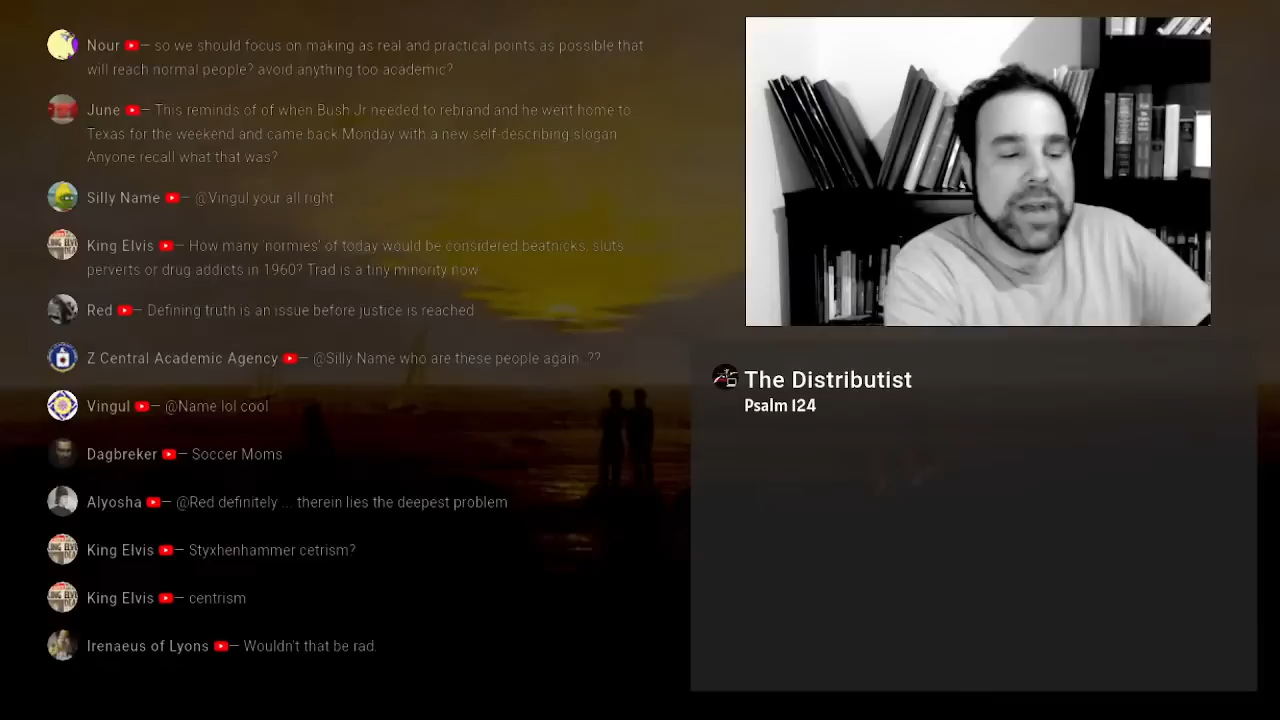 Nour — so we should focus on making as real and practical points as possible that
will reach normal people? avoid anything too academic?
June — This reminds of of when Bush Jr needed to rebrand and he went home to
Texas for the weekend and came back Monday with a new self-describing slogan
Anyone recall what that was?
Silly Name — @Vingul your all right
King Elvis — How many 'normies' of today would be considered beatnicks, sluts
perverts or drug addicts in 1960? Trad is a tiny minority now
Red — Defining truth is an issue before justice is reached
Z Central Academic Agency — @Silly Name who are these people again..??
Vingul — @Name lol cool
Dagbreker — Soccer Moms
Alyosha — @Red definitely ... therein lies the deepest problem
King Elvis — Styxhenhammer cetrism?
King Elvis — centrism
Irenaeus of Lyons — Wouldn't that be rad.
The Distributist
Psalm 124